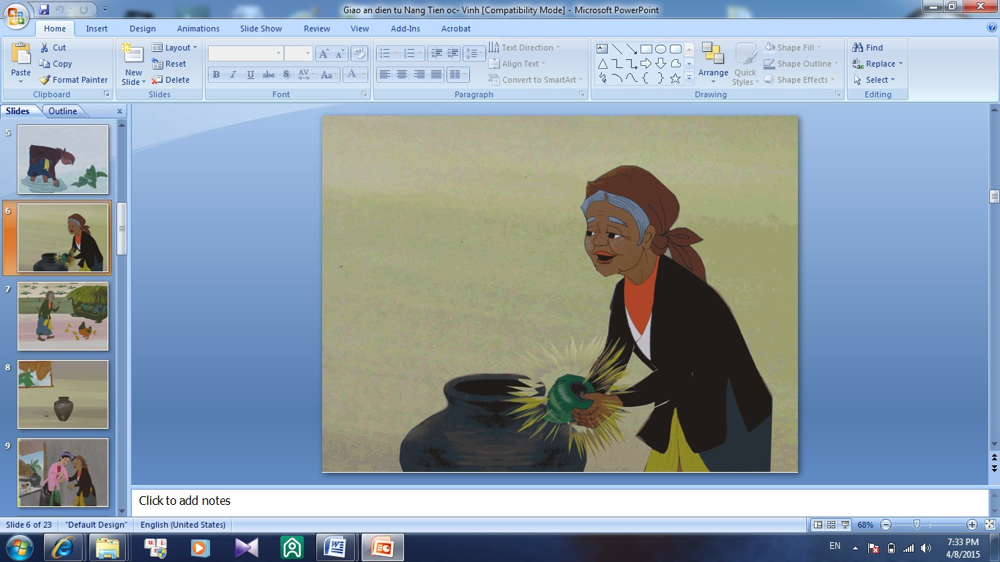 Giao an dien tu Nang Tien oc- Vinh [Compatibility Mode] - Microsoft PowerPoint
Home Insert Design Animations Slide Show Review View Add-Ins Acrobat
Paste
Cut
Copy
Format Painter
Clipboard
New Slide
Layout
Reset
Delete
Slides
B I U abc S AV Aa A
Font
Text Direction
Align Text
Convert to SmartArt
Paragraph
Arrange
Quick Styles
Shape Fill
Shape Outline
Shape Effects
Drawing
Find
Replace
Select
Editing
Slides Outline
5
6
7
8
9
Click to add notes
Slide 6 of 23 "Default Design" English (United States) 68%
EN
7:33 PM
4/8/2015